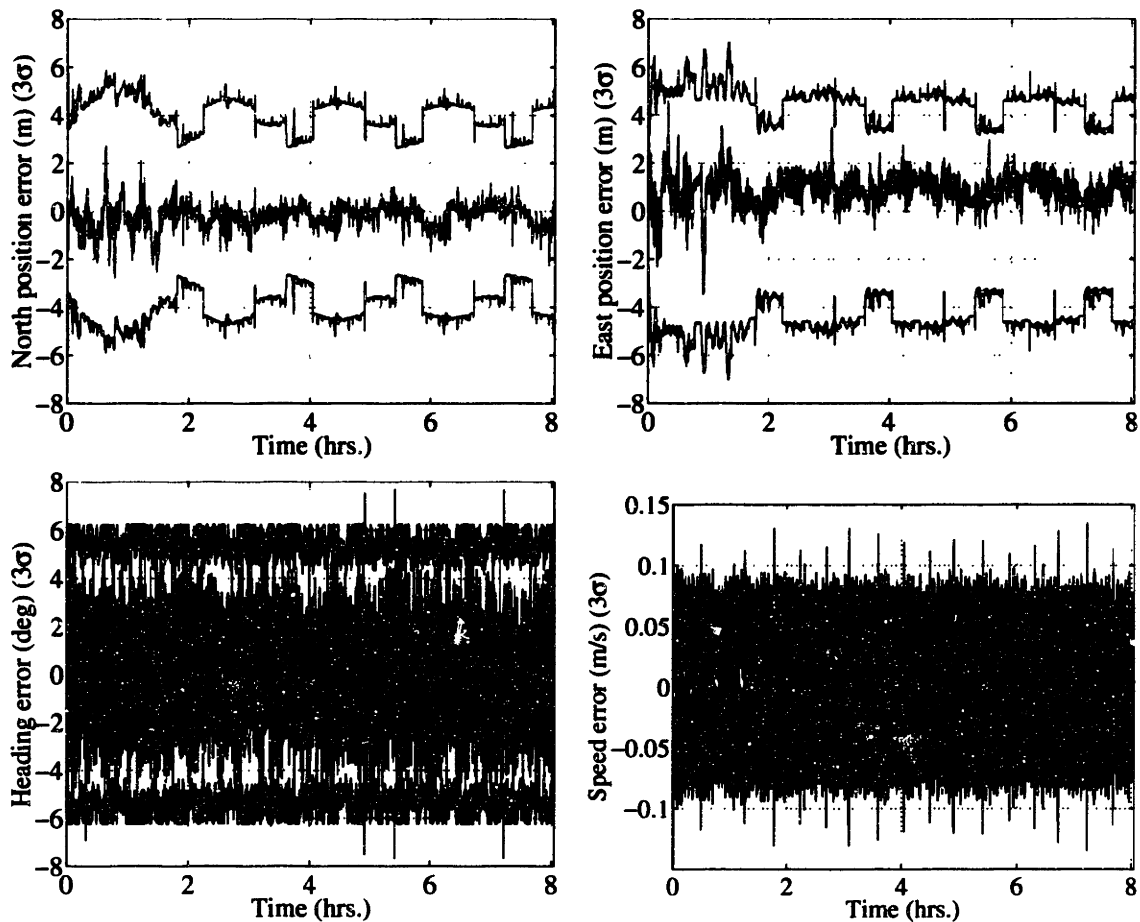 8
6
4
2
0
−2
−4
−6
−8
North position error (m) (3σ)
0 2 4 6 8
Time (hrs.)
8
6
4
2
0
−2
−4
−6
−8
East position error (m) (3σ)
0 2 4 6 8
Time (hrs.)
8
6
4
2
0
−2
−4
−6
−8
Heading error (deg) (3σ)
0 2 4 6 8
Time (hrs.)
0.15
0.1
0.05
0
−0.05
−0.1
Speed error (m/s) (3σ)
0 2 4 6 8
Time (hrs.)